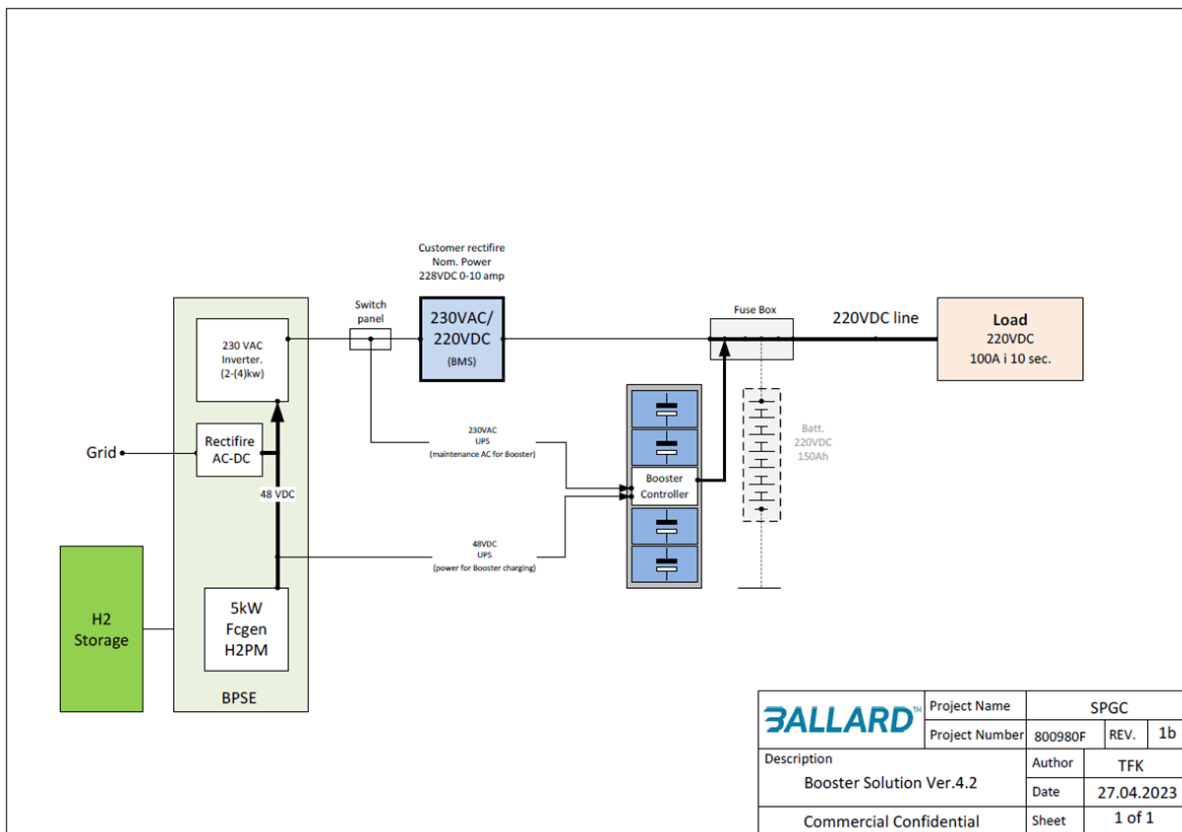 Customer rectifire
Nom. Power
228VDC 0-10 amp
Switch
panel
230 VAC
Inverter.
(2-(4)kw)
230VAC/
220VDC
(BMS)
Fuse Box
220VDC line
Load
220VDC
100A i 10 sec.
Grid
Rectifire
AC-DC
48 VDC
230VAC
UPS
(maintenance AC for Booster)
Booster
Controller
Batt.
220VDC
150Ah
48VDC
UPS
(power for Booster charging)
H2
Storage
5kW
Fcgen
H2PM
BPSE
BALLARD™
Project Name
SPGC
Project Number
800980F
REV.
1b
Description
Booster Solution Ver.4.2
Author
TFK
Date
27.04.2023
Commercial Confidential
Sheet
1 of 1